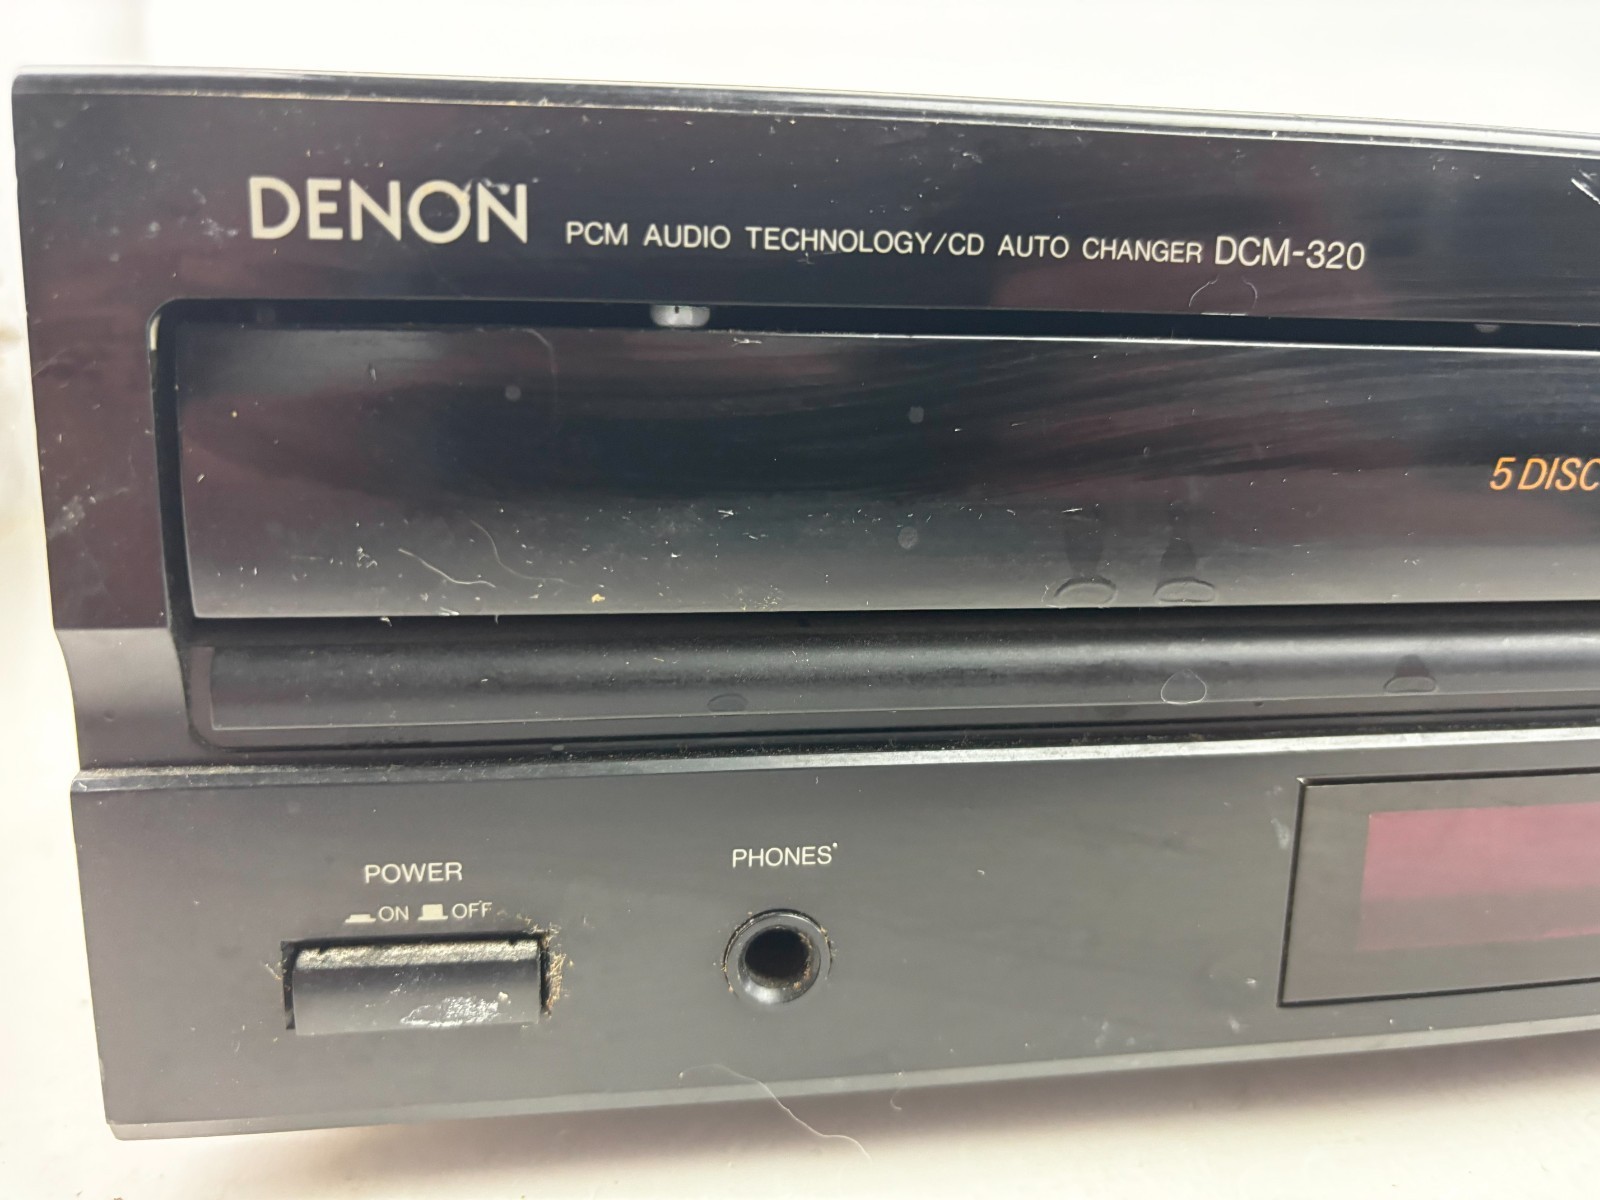 DENON PCM AUDIO TECHNOLOGY/CD AUTO CHANGER DCM-320
5 DISC
POWER
ON OFF
PHONES